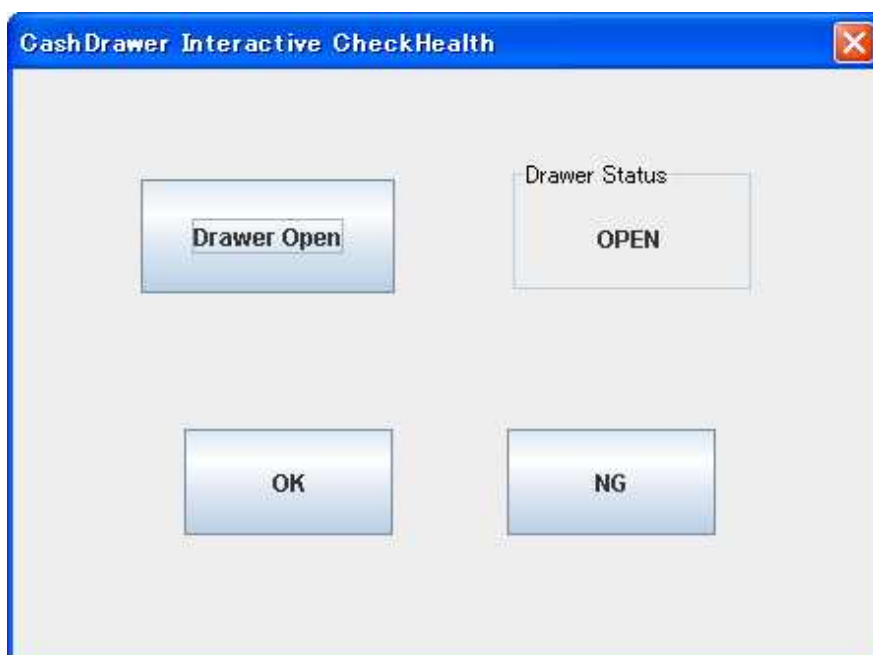 CashDrawer Interactive CheckHealth
Drawer Status
Drawer Open
OPEN
OK
NG